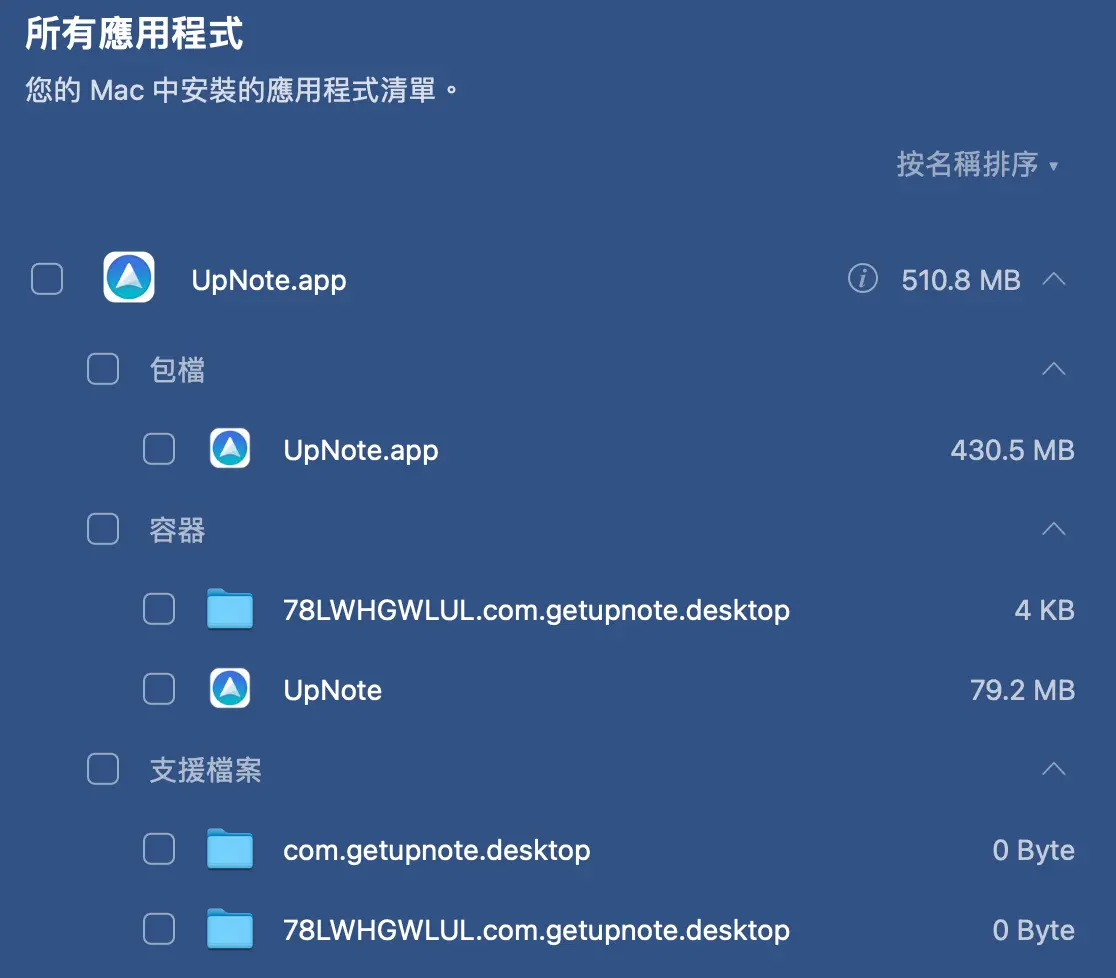 所有應用程式
您的 Mac 中安裝的應用程式清單。
按名稱排序 ▾
UpNote.app 510.8 MB
包檔
UpNote.app 430.5 MB
容器
78LWHGWLUL.com.getupnote.desktop 4 KB
UpNote 79.2 MB
支援檔案
com.getupnote.desktop 0 Byte
78LWHGWLUL.com.getupnote.desktop 0 Byte